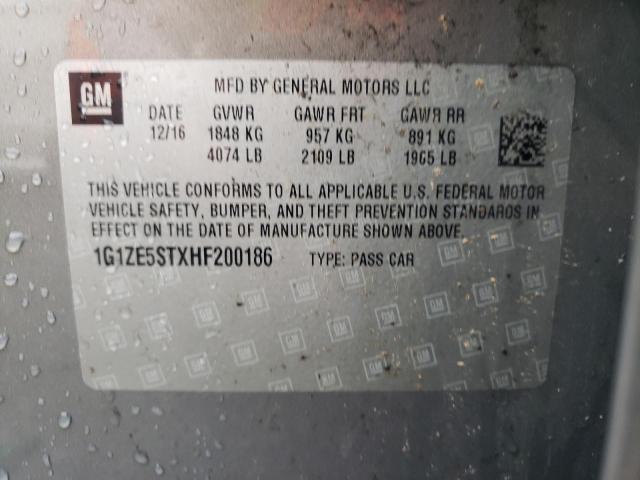 GM
MFD BY GENERAL MOTORS LLC
DATE GVWR GAWR FRT GAWR RR
12/16 1848 KG 957 KG 891 KG
4074 LB 2109 LB 1965 LB
THIS VEHICLE CONFORMS TO ALL APPLICABLE U.S. FEDERAL MOTOR
VEHICLE SAFETY, BUMPER, AND THEFT PREVENTION STANDARDS IN
EFFECT ON THE DATE OF MANUFACTURE SHOWN ABOVE.
1G1ZE5STXHF200186 TYPE: PASS CAR